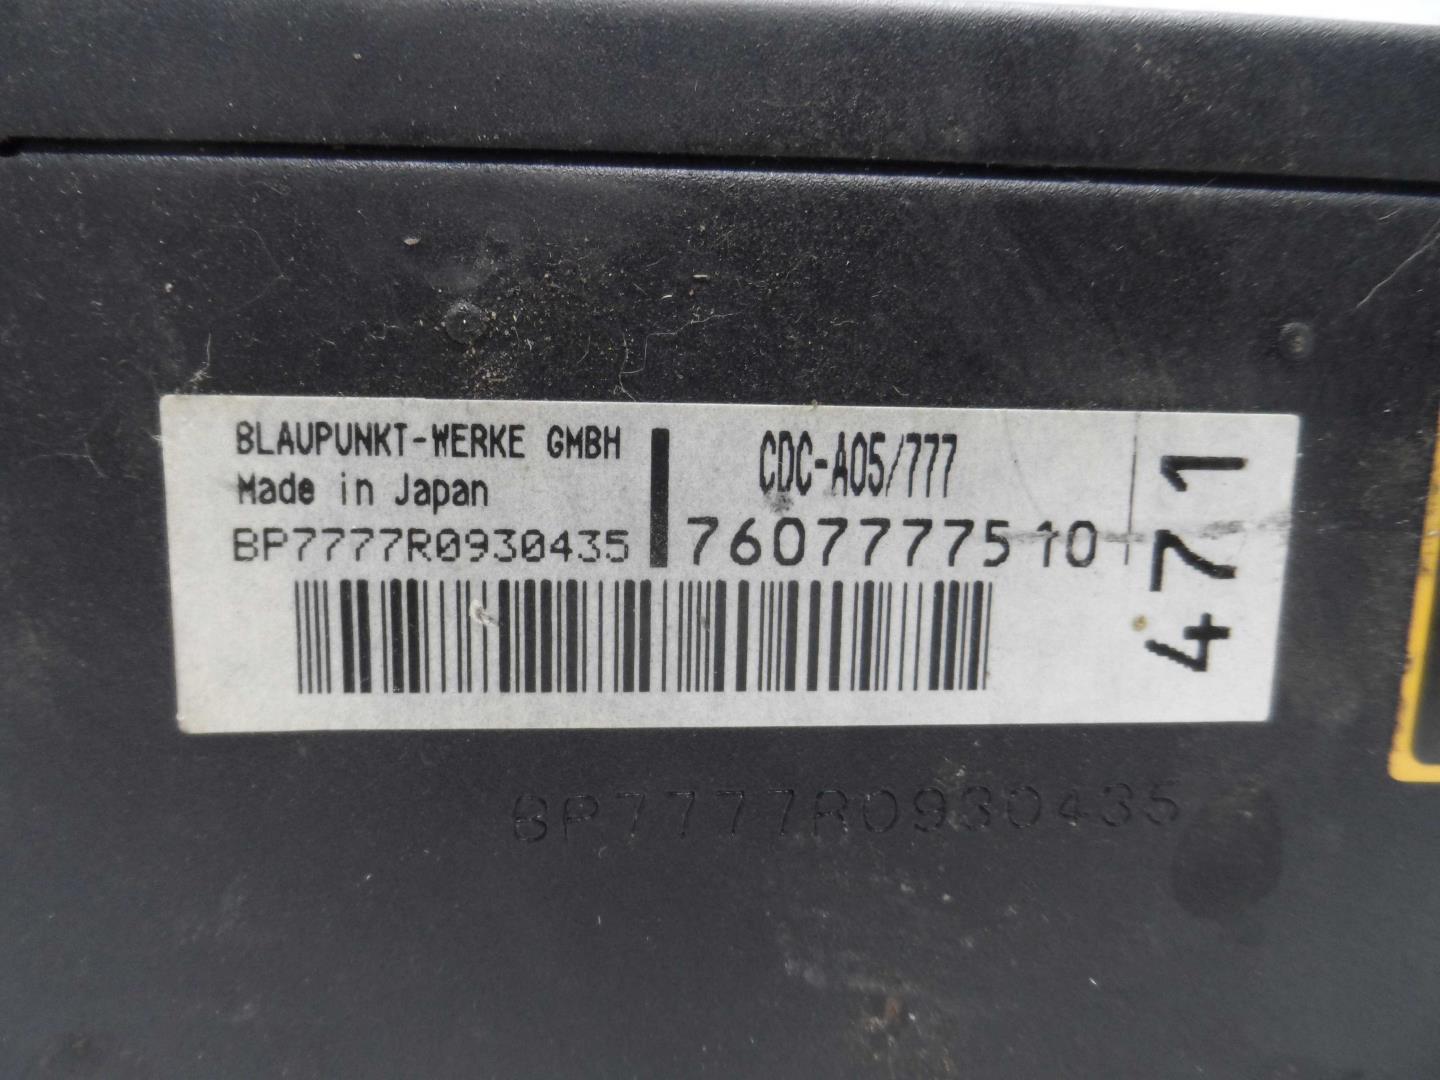 BLAUPUNKT-WERKE GMBH
Made in Japan
BP7777R0930435
CDC-A05/777
7607777510
471
BP7777R0930435